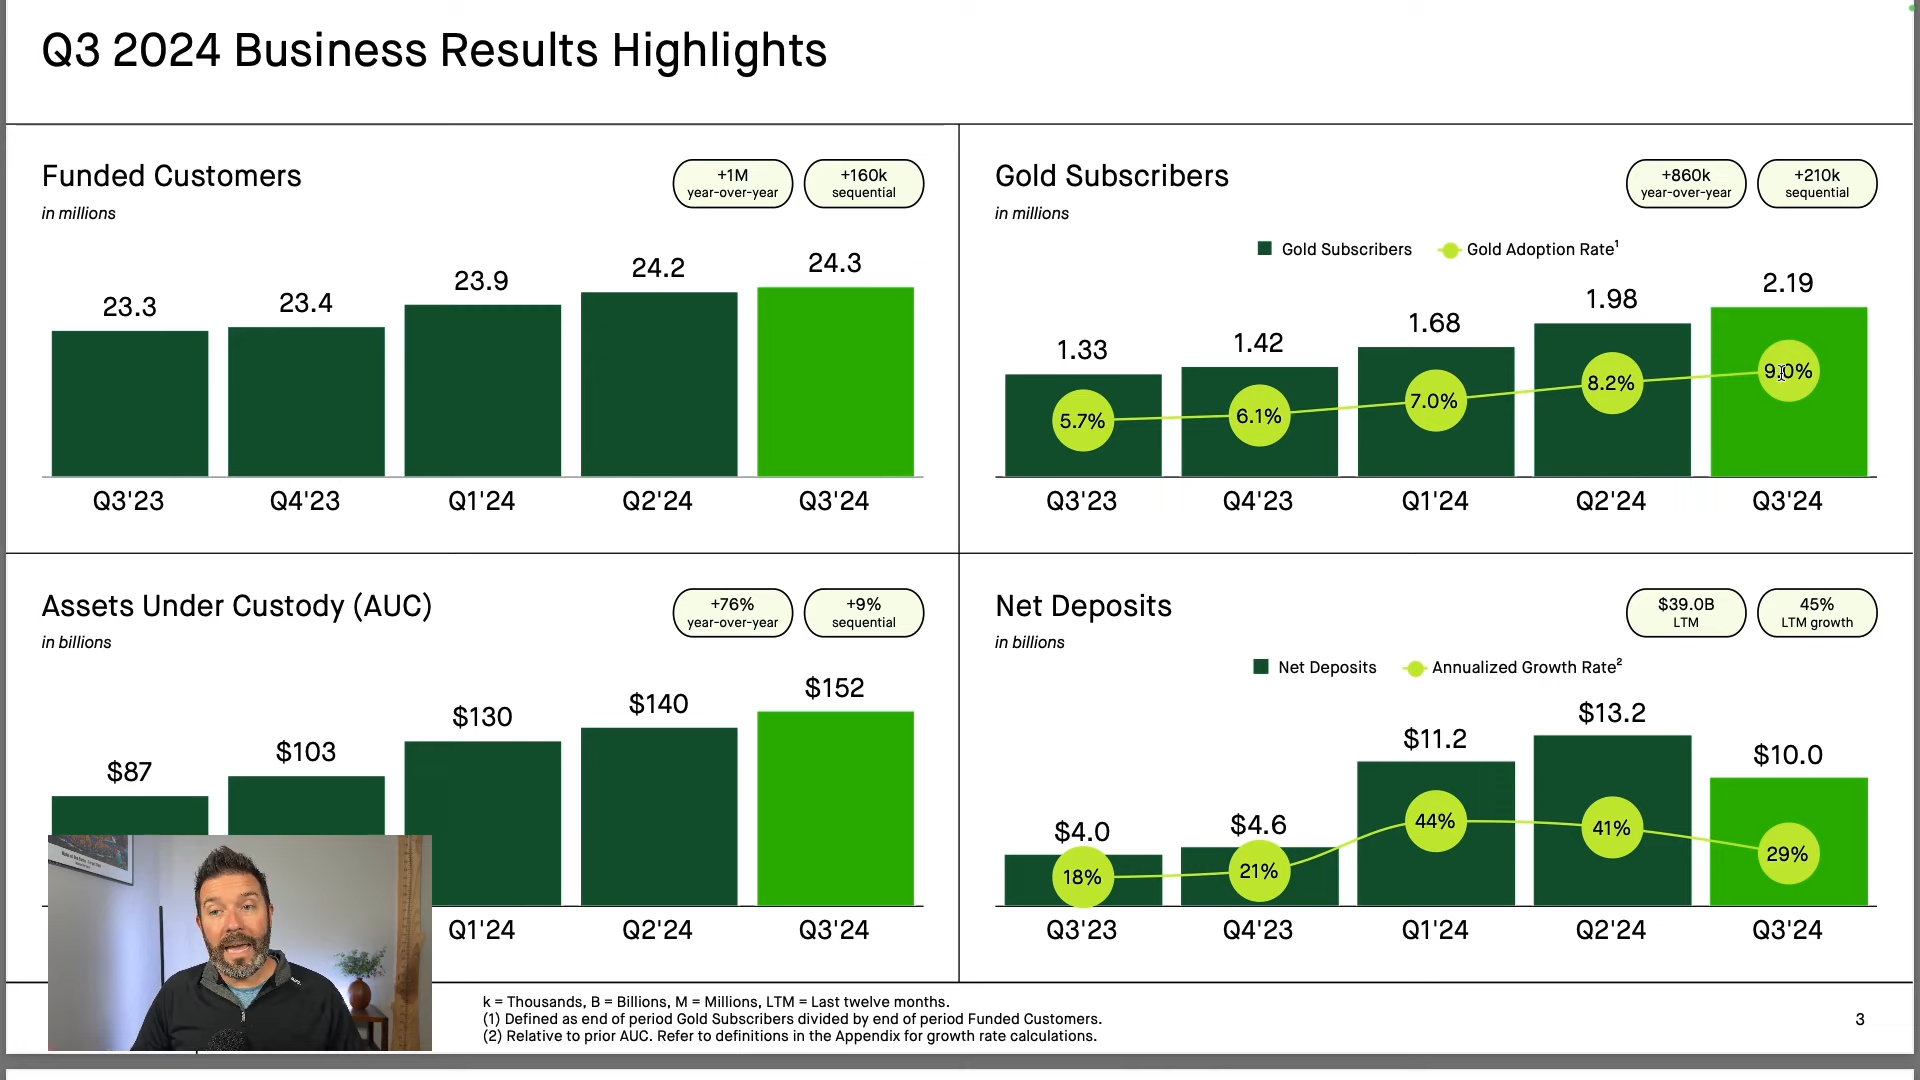 Q3 2024 Business Results Highlights
Funded Customers
in millions
+1M
year-over-year
+160k
sequential
23.3
23.4
23.9
24.2
24.3
Q3'23
Q4'23
Q1'24
Q2'24
Q3'24
Gold Subscribers
in millions
+860k
year-over-year
+210k
sequential
Gold Subscribers
Gold Adoption Rate¹
1.33
1.42
1.68
1.98
2.19
5.7%
6.1%
7.0%
8.2%
9.0%
Q3'23
Q4'23
Q1'24
Q2'24
Q3'24
Assets Under Custody (AUC)
in billions
+76%
year-over-year
+9%
sequential
$87
$103
$130
$140
$152
Q1'24
Q2'24
Q3'24
Net Deposits
in billions
$39.0B
LTM
45%
LTM growth
Net Deposits
Annualized Growth Rate²
$4.0
$4.6
$11.2
$13.2
$10.0
18%
21%
44%
41%
29%
Q3'23
Q4'23
Q1'24
Q2'24
Q3'24
k = Thousands, B = Billions, M = Millions, LTM = Last twelve months.
(1) Defined as end of period Gold Subscribers divided by end of period Funded Customers.
(2) Relative to prior AUC. Refer to definitions in the Appendix for growth rate calculations.
3